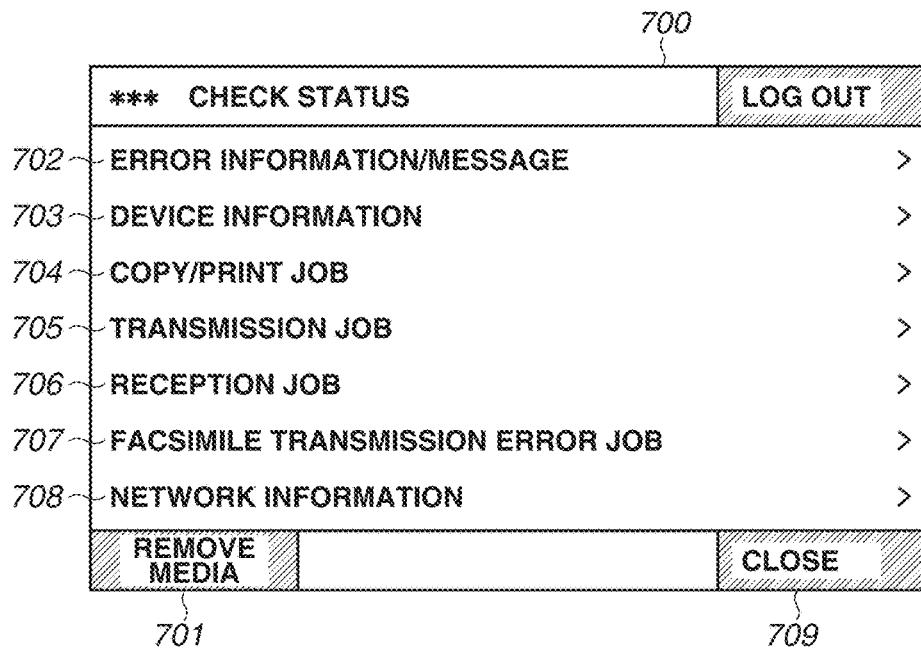 700
*** CHECK STATUS LOG OUT
702 ERROR INFORMATION/MESSAGE >
703 DEVICE INFORMATION >
704 COPY/PRINT JOB >
705 TRANSMISSION JOB >
706 RECEPTION JOB >
707 FACSIMILE TRANSMISSION ERROR JOB >
708 NETWORK INFORMATION >
REMOVE
MEDIA
CLOSE
701 709